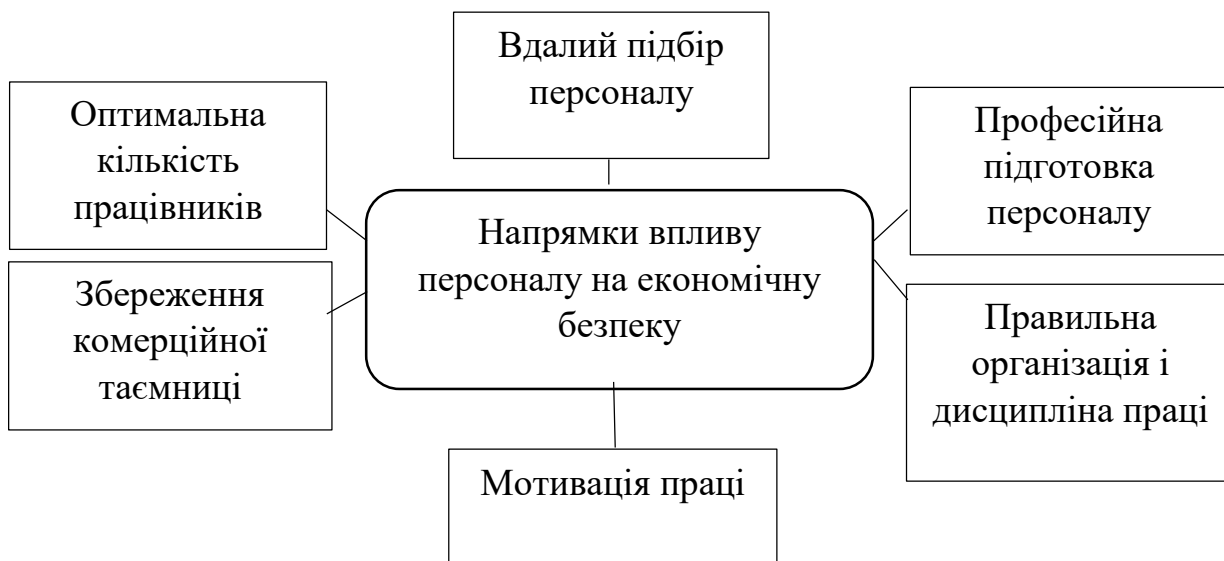 Вдалий підбір
персоналу
Оптимальна
кількість
працівників
Професійна
підготовка
персоналу
Напрямки впливу
персоналу на економічну
безпеку
Збереження
комерційної
таємниці
Правильна
організація і
дисципліна праці
Мотивація праці